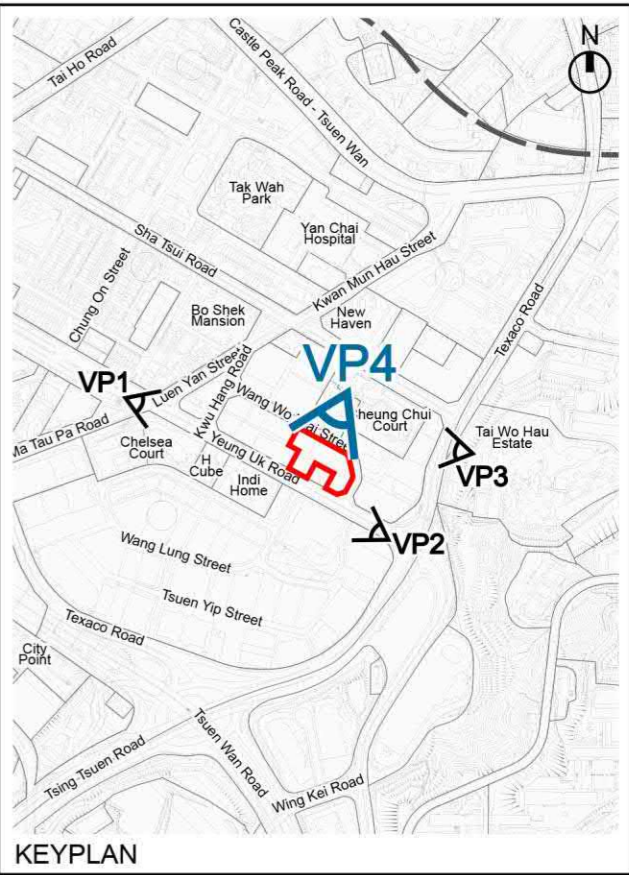 N
Tai Ho Road
Castle Peak Road - Tsuen Wan
Tak Wah
Park
Yan Chai
Hospital
Sha Tsui Road
Kwan Mun Hau Street
Chung On Street
Bo Shek
Mansion
New
Haven
Texaco Road
VP4
VP1
Luen Yan Street
Kwu Hang Road
Wang Wo
ai Street
Cheung Chui
Court
Ma Tau Pa Road
Chelsea
Court
Yeung Uk Road
H
Cube
Indi
Home
Tai Wo Hau
Estate
VP3
VP2
Wang Lung Street
Tsuen Yip Street
Texaco Road
City
Point
Tsuen Wan Road
Tsing Tsuen Road
Wing Kei Road
KEYPLAN